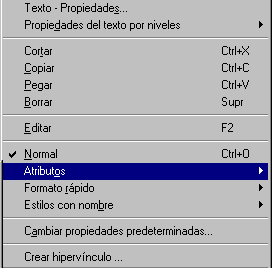 Texto - Propiedades...
Propiedades del texto por niveles
Cortar Ctrl+X
Copiar Ctrl+C
Pegar Ctrl+V
Borrar Supr
Editar F2
Normal Ctrl+0
Atributos
Formato rápido
Estilos con nombre
Cambiar propiedades predeterminadas...
Crear hipervínculo ...